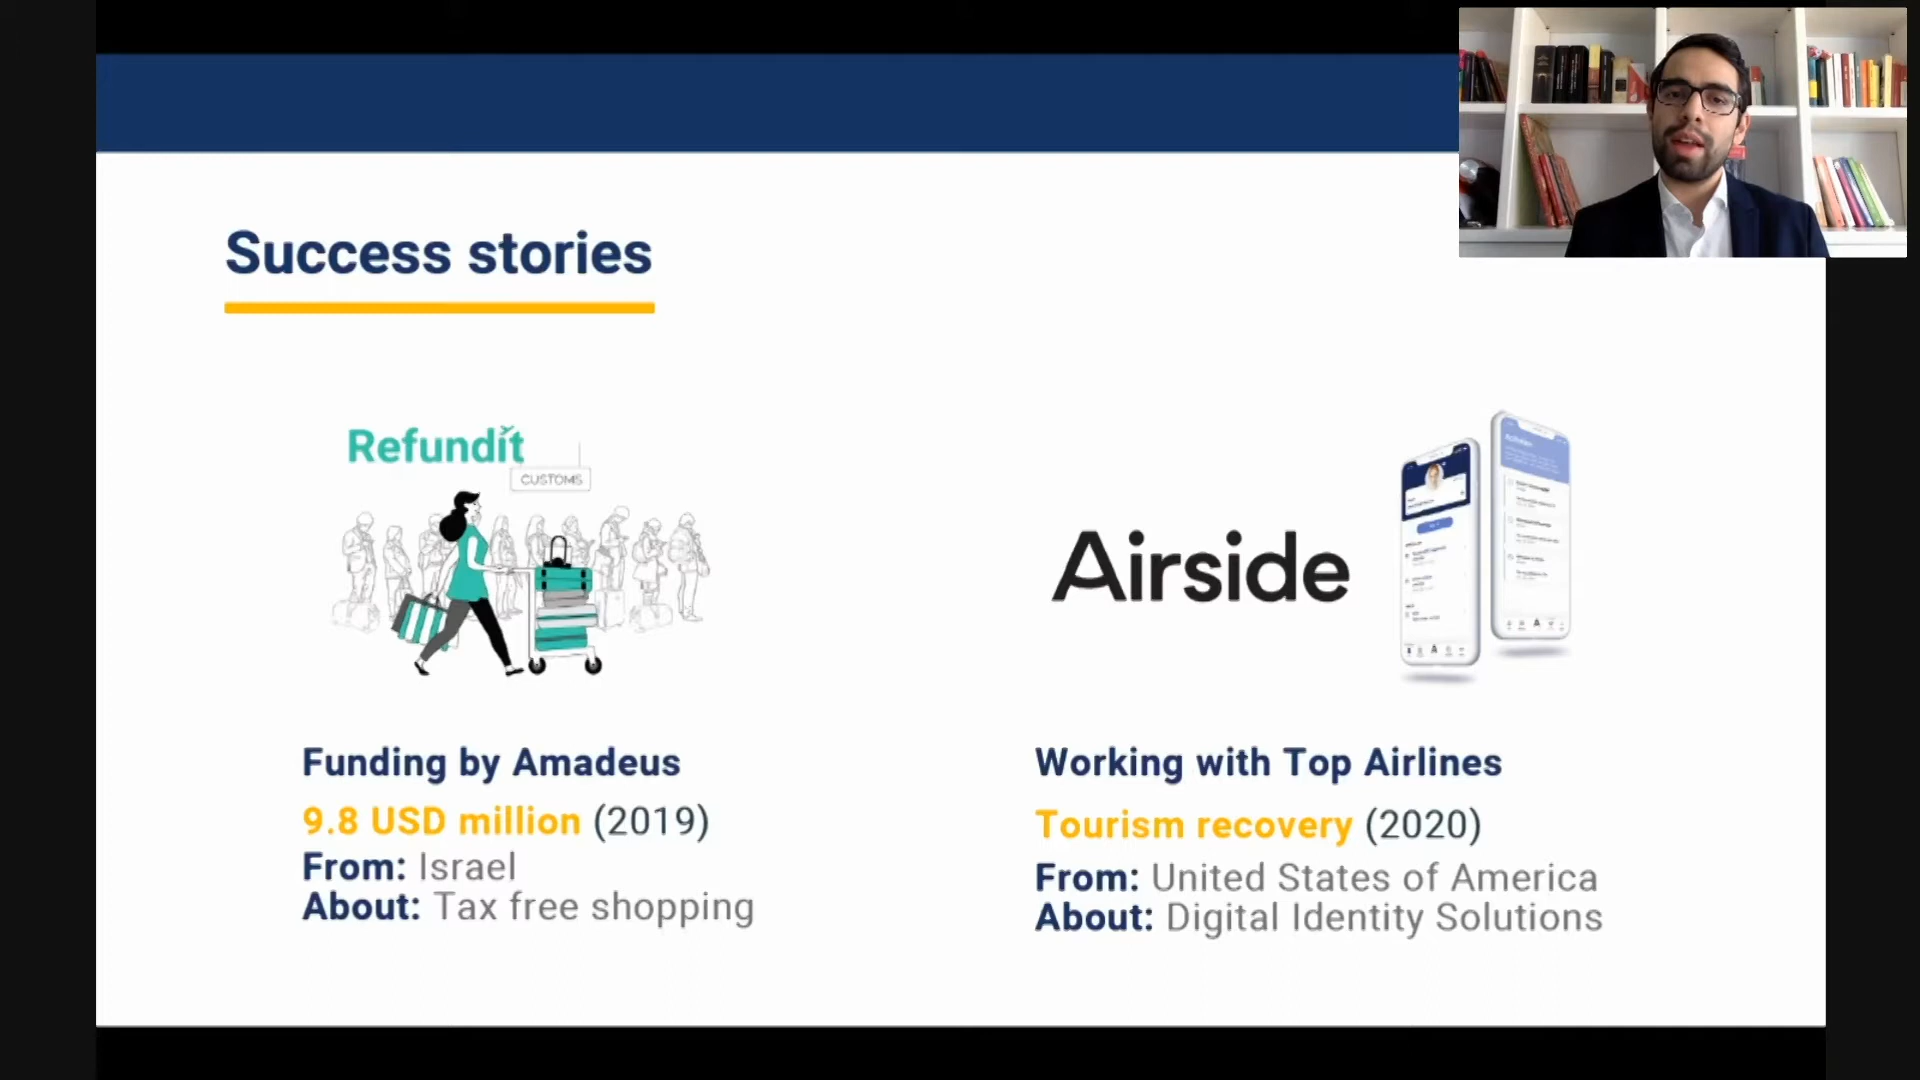 Success stories
Refundit
CUSTOMS
Airside
Funding by Amadeus
9.8 USD million (2019)
From: Israel
About: Tax free shopping
Working with Top Airlines
Tourism recovery (2020)
From: United States of America
About: Digital Identity Solutions